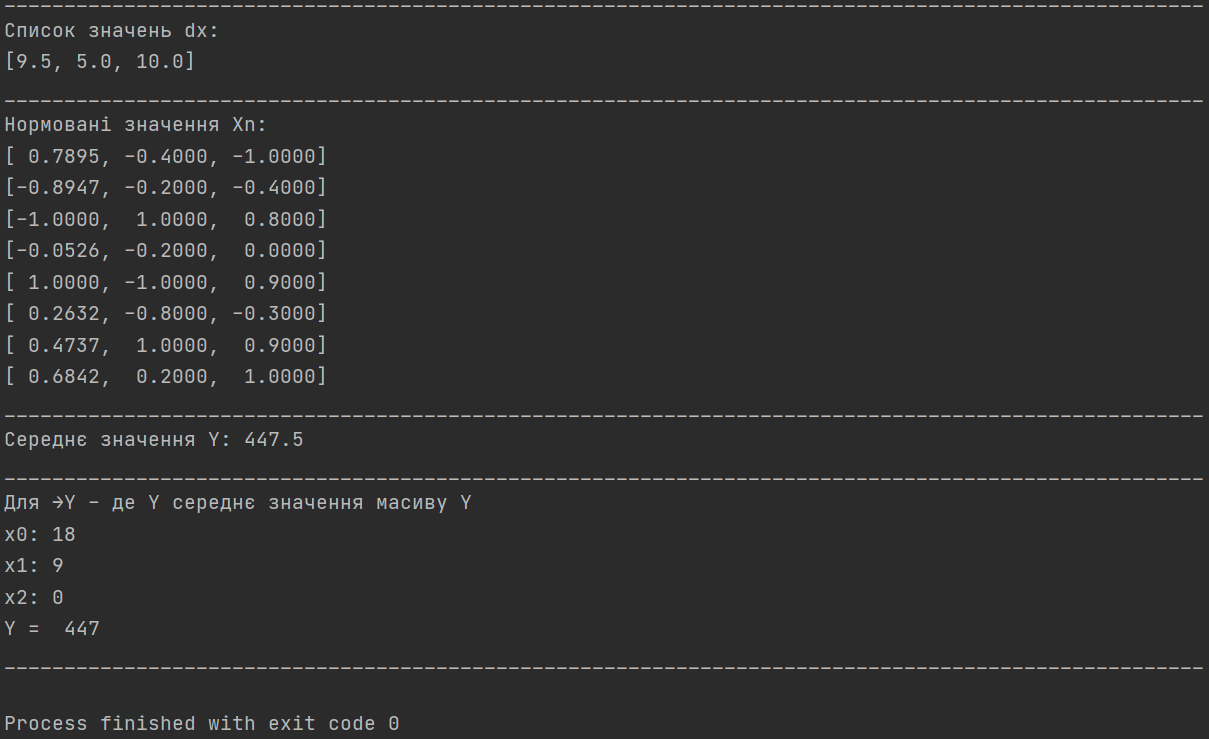 ----------------------------------------------------------------------------------------------------
Список значень dx:
[9.5, 5.0, 10.0]
----------------------------------------------------------------------------------------------------
Нормовані значення Xn:
[ 0.7895, -0.4000, -1.0000]
[-0.8947, -0.2000, -0.4000]
[-1.0000,  1.0000,  0.8000]
[-0.0526, -0.2000,  0.0000]
[ 1.0000, -1.0000,  0.9000]
[ 0.2632, -0.8000, -0.3000]
[ 0.4737,  1.0000,  0.9000]
[ 0.6842,  0.2000,  1.0000]
----------------------------------------------------------------------------------------------------
Середнє значення Y: 447.5
----------------------------------------------------------------------------------------------------
Для →Y - де Y середнє значення масиву Y
x0: 18
x1: 9
x2: 0
Y =  447
----------------------------------------------------------------------------------------------------
Process finished with exit code 0